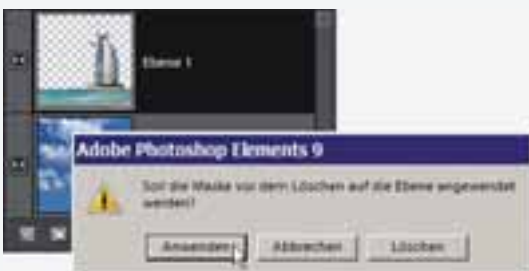 Ebene 1
Adobe Photoshop Elements 9
Soll die Maske vor dem Löschen auf die Ebene angewendet
werden?
Anwenden
Abbrechen
Löschen